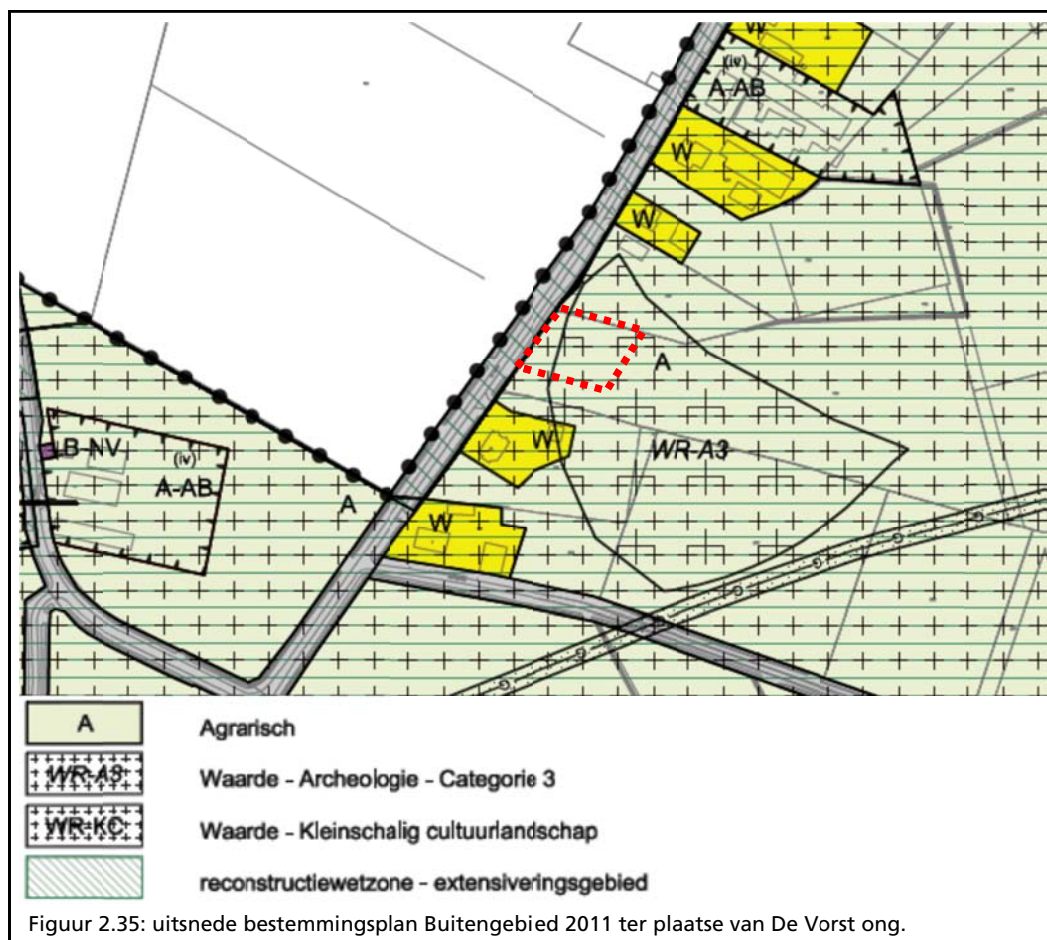 W
(iv)
A-AB
W
W
A
W
WR-A3
B-NV
(iv)
A-AB
A
W
A
Agrarisch
WR-A3
Waarde - Archeologie - Categorie 3
WR-KC
Waarde - Kleinschalig cultuurlandschap
reconstructiewetzone - extensiveringsgebied
Figuur 2.35: uitsnede bestemmingsplan Buitengebied 2011 ter plaatse van De Vorst ong.